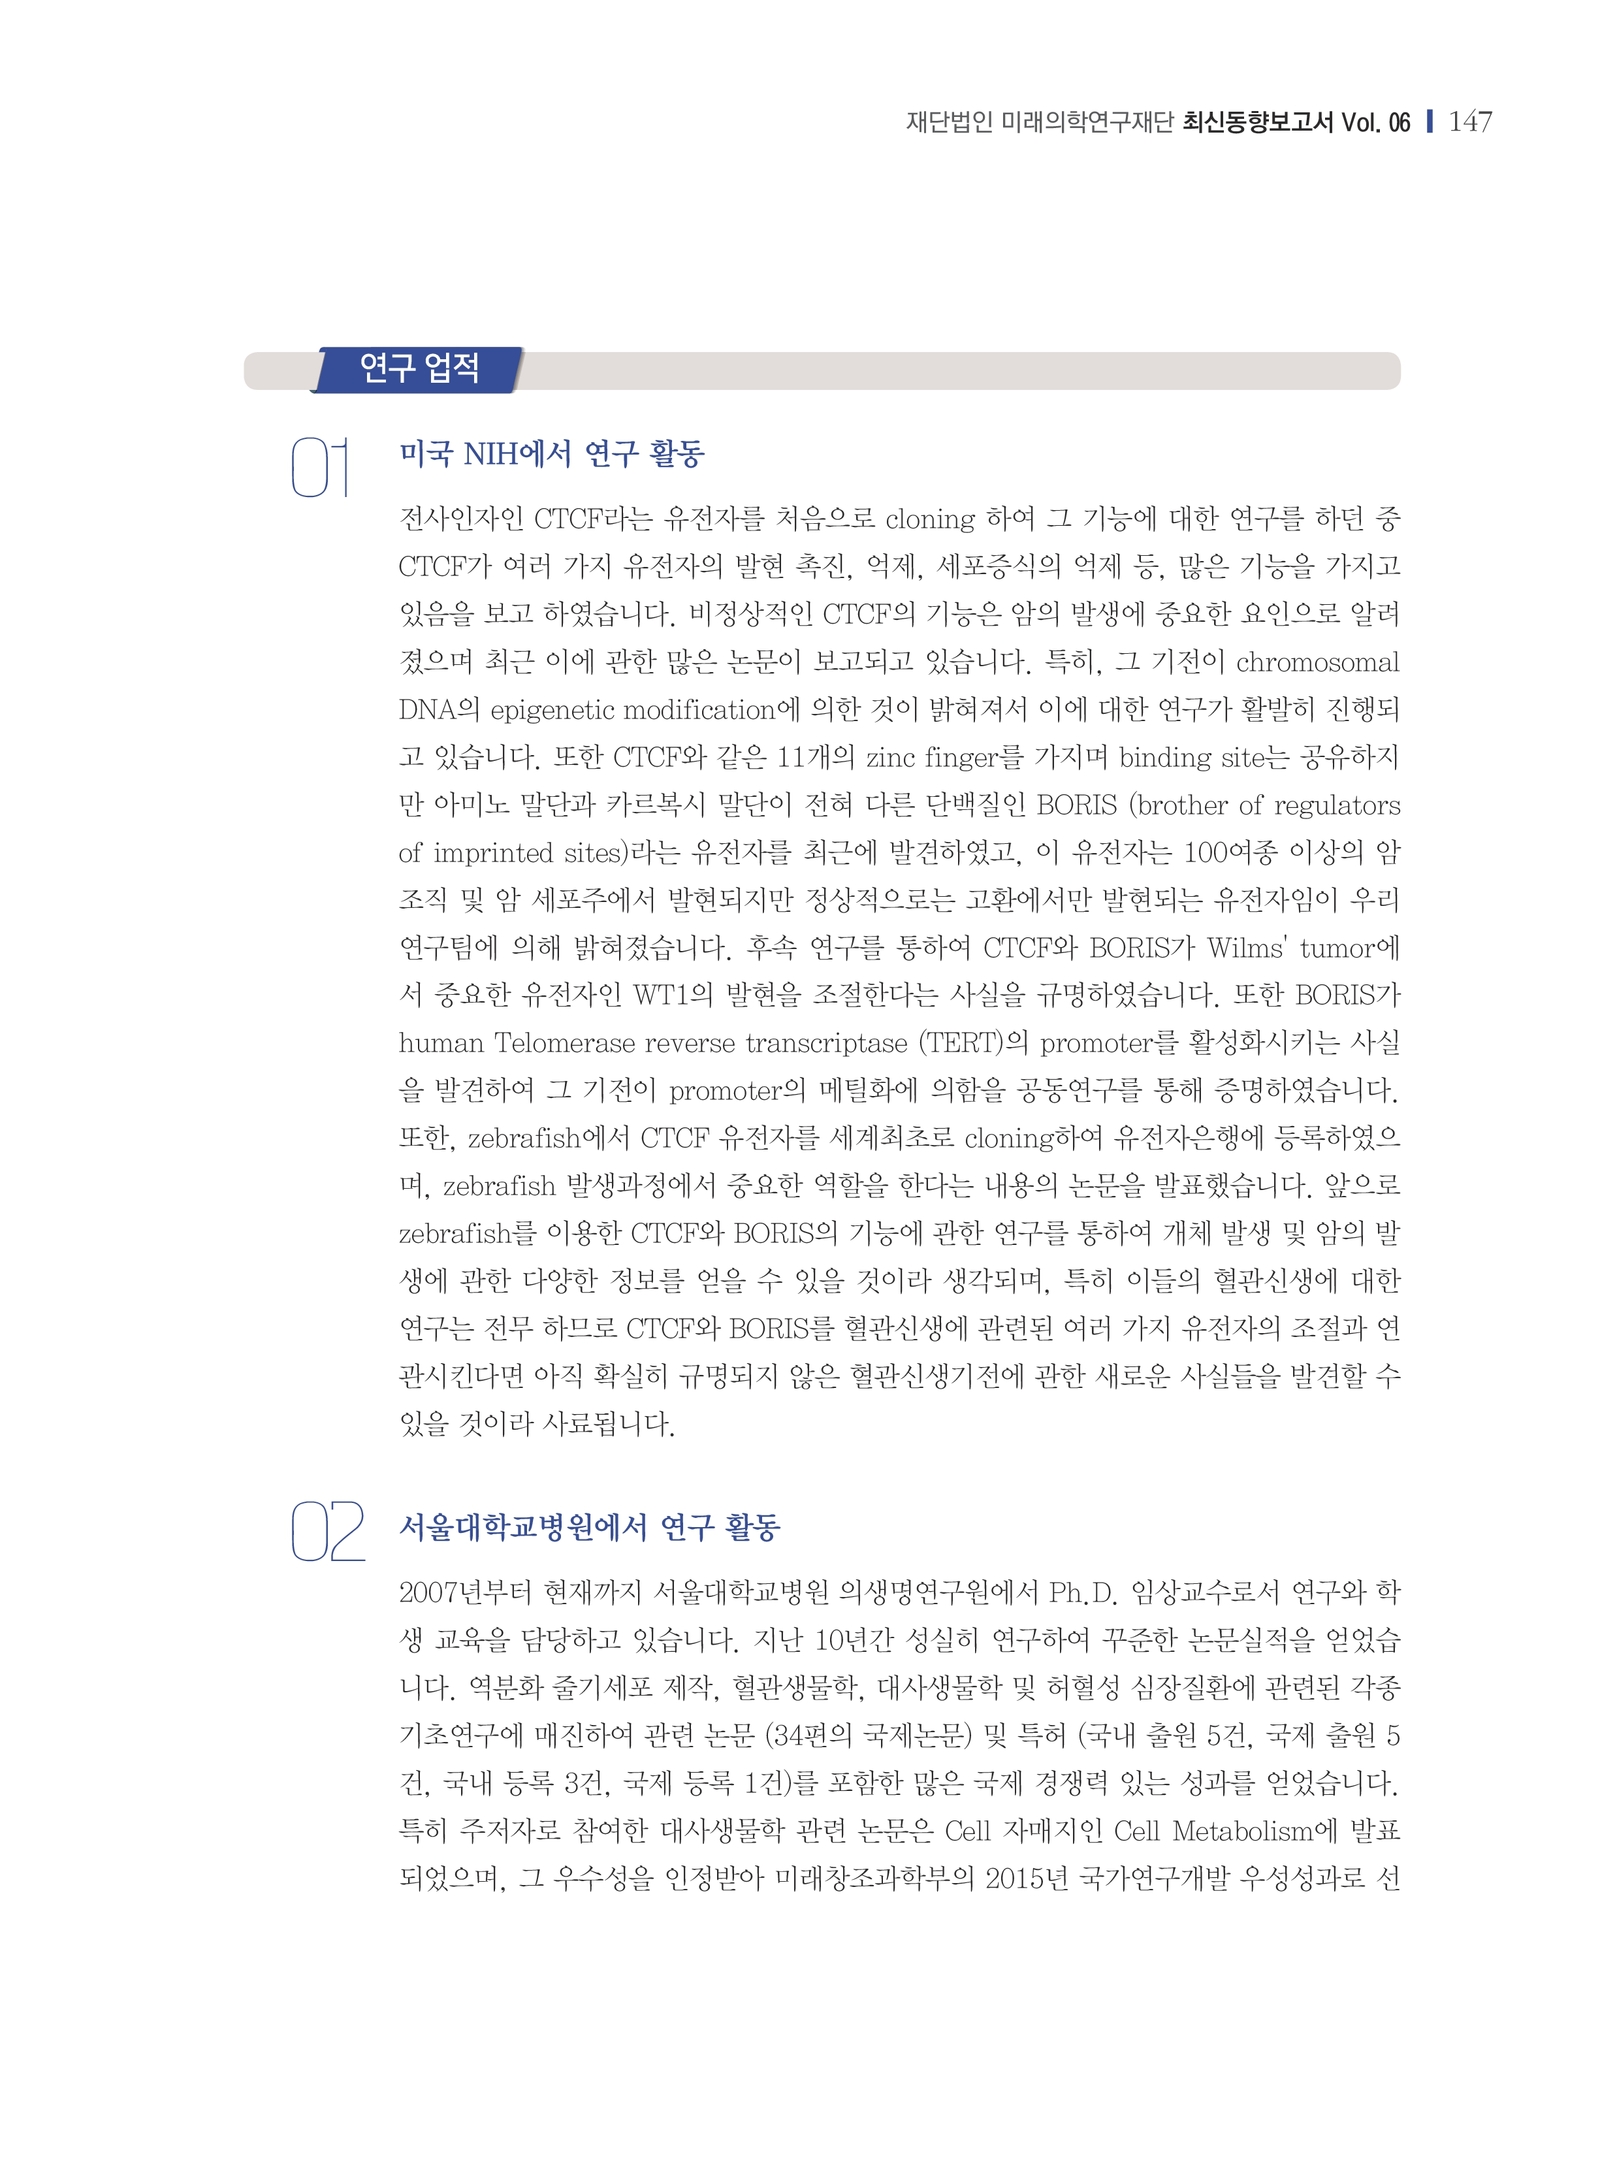 재단법인 미래의학연구재단 최신동향보고서 Vol. 06 147
연구 업적
01 미국 NIH에서 연구 활동
전사인자인 CTCF라는 유전자를 처음으로 cloning 하여 그 기능에 대한 연구를 하던 중
CTCF가 여러 가지 유전자의 발현 촉진, 억제, 세포증식의 억제 등, 많은 기능을 가지고
있음을 보고 하였습니다. 비정상적인 CTCF의 기능은 암의 발생에 중요한 요인으로 알려
졌으며 최근 이에 관한 많은 논문이 보고되고 있습니다. 특히, 그 기전이 chromosomal
DNA의 epigenetic modification에 의한 것이 밝혀져서 이에 대한 연구가 활발히 진행되
고 있습니다. 또한 CTCF와 같은 11개의 zinc finger를 가지며 binding site는 공유하지
만 아미노 말단과 카르복시 말단이 전혀 다른 단백질인 BORIS (brother of regulators
of imprinted sites)라는 유전자를 최근에 발견하였고, 이 유전자는 100여종 이상의 암
조직 및 암 세포주에서 발현되지만 정상적으로는 고환에서만 발현되는 유전자임이 우리
연구팀에 의해 밝혀졌습니다. 후속 연구를 통하여 CTCF와 BORIS가 Wilms' tumor에
서 중요한 유전자인 WT1의 발현을 조절한다는 사실을 규명하였습니다. 또한 BORIS가
human Telomerase reverse transcriptase (TERT)의 promoter를 활성화시키는 사실
을 발견하여 그 기전이 promoter의 메틸화에 의함을 공동연구를 통해 증명하였습니다.
또한, zebrafish에서 CTCF 유전자를 세계최초로 cloning하여 유전자은행에 등록하였으
며, zebrafish 발생과정에서 중요한 역할을 한다는 내용의 논문을 발표했습니다. 앞으로
zebrafish를 이용한 CTCF와 BORIS의 기능에 관한 연구를 통하여 개체 발생 및 암의 발
생에 관한 다양한 정보를 얻을 수 있을 것이라 생각되며, 특히 이들의 혈관신생에 대한
연구는 전무 하므로 CTCF와 BORIS를 혈관신생에 관련된 여러 가지 유전자의 조절과 연
관시킨다면 아직 확실히 규명되지 않은 혈관신생기전에 관한 새로운 사실들을 발견할 수
있을 것이라 사료됩니다.
02 서울대학교병원에서 연구 활동
2007년부터 현재까지 서울대학교병원 의생명연구원에서 Ph.D. 임상교수로서 연구와 학
생 교육을 담당하고 있습니다. 지난 10년간 성실히 연구하여 꾸준한 논문실적을 얻었습
니다. 역분화 줄기세포 제작, 혈관생물학, 대사생물학 및 허혈성 심장질환에 관련된 각종
기초연구에 매진하여 관련 논문 (34편의 국제논문) 및 특허 (국내 출원 5건, 국제 출원 5
건, 국내 등록 3건, 국제 등록 1건)를 포함한 많은 국제 경쟁력 있는 성과를 얻었습니다.
특히 주저자로 참여한 대사생물학 관련 논문은 Cell 자매지인 Cell Metabolism에 발표
되었으며, 그 우수성을 인정받아 미래창조과학부의 2015년 국가연구개발 우성성과로 선